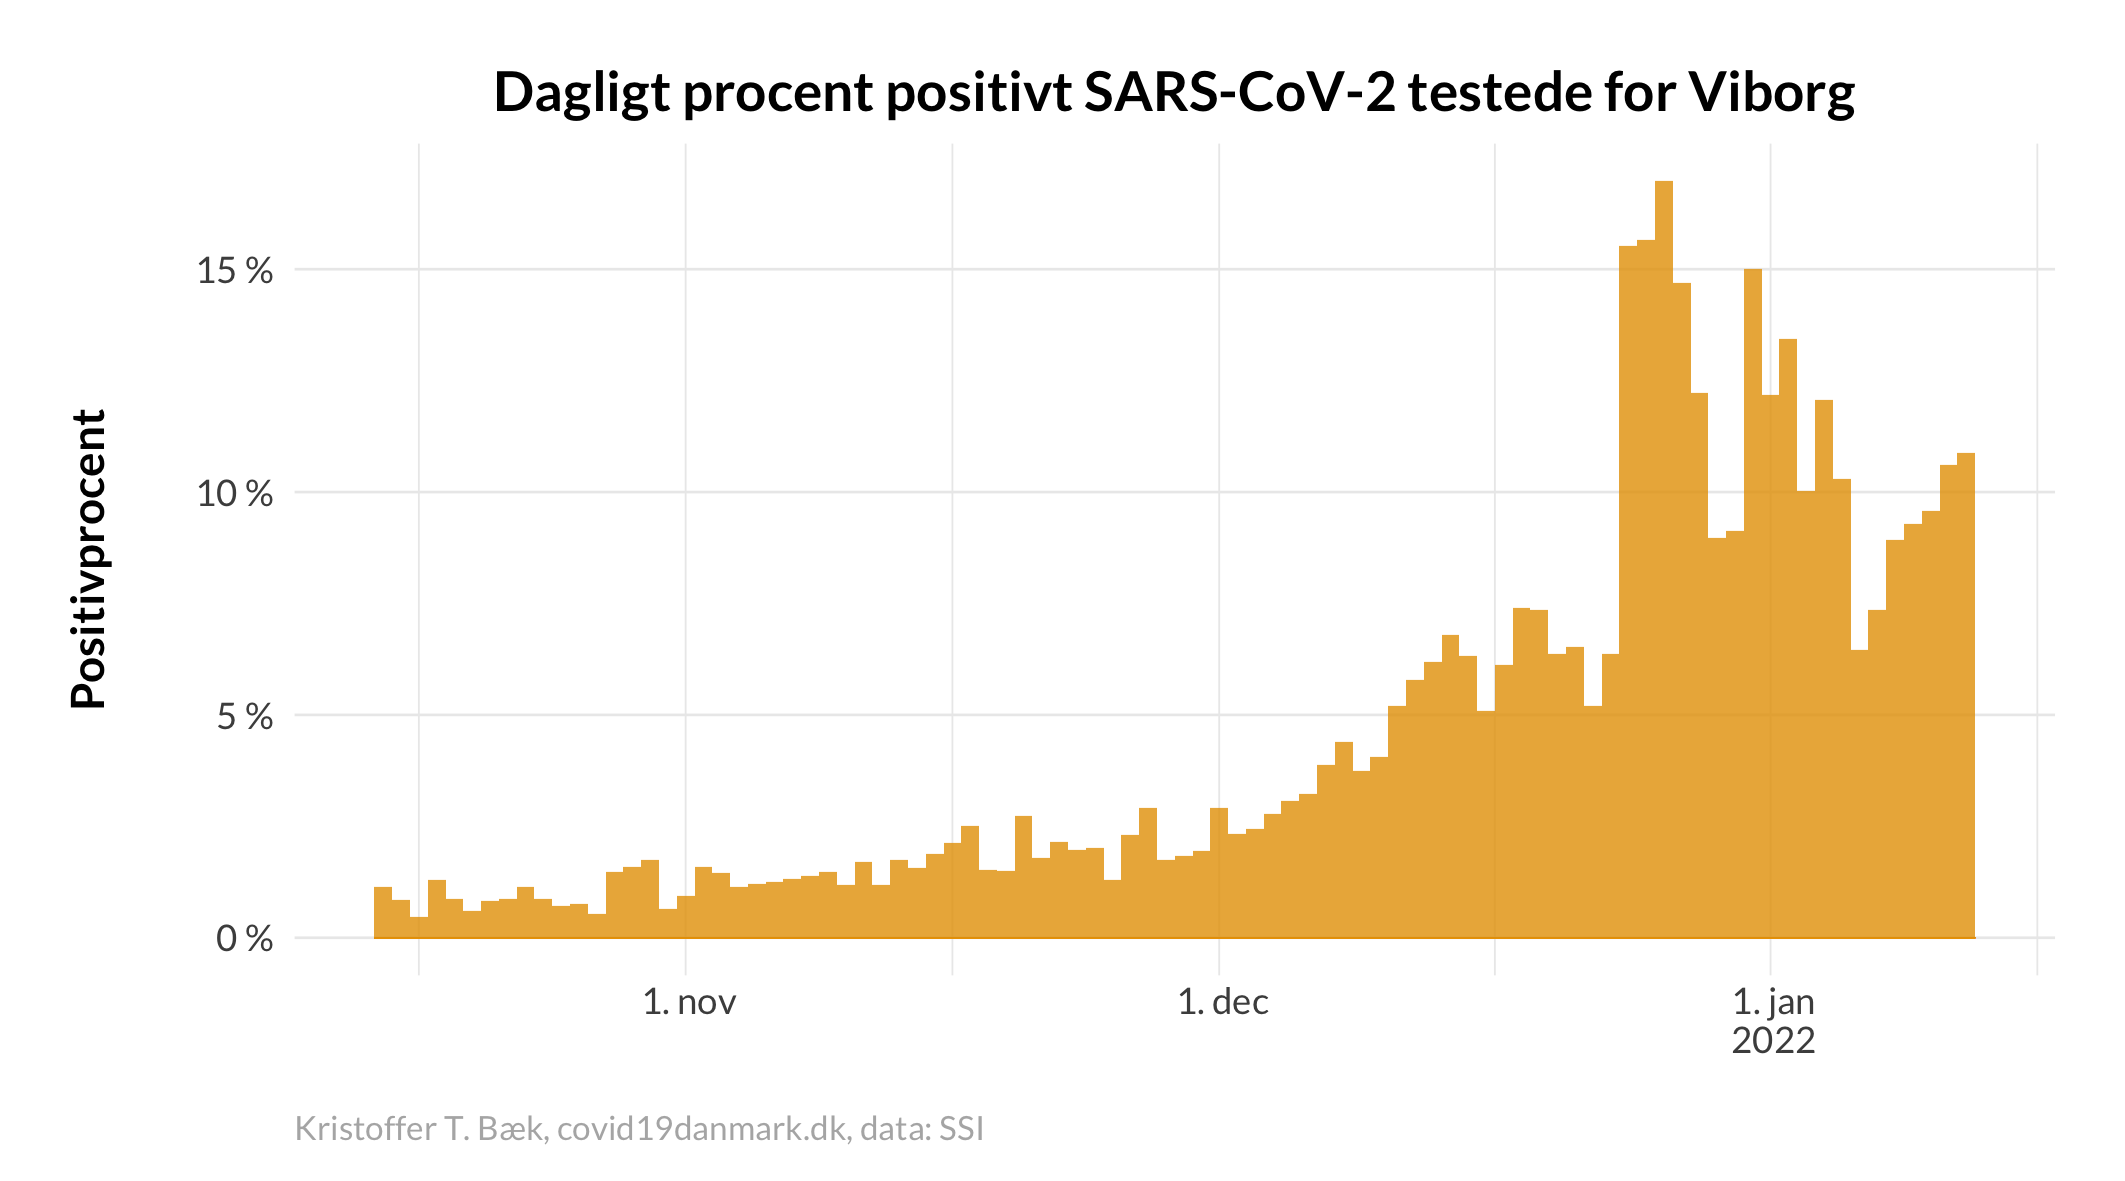 Dagligt procent positivt SARS-CoV-2 testede for Viborg
Positivprocent
15 %
10 %
5 %
0 %
1. nov
1. dec
1. jan
2022
Kristoffer T. Bæk, covid19danmark.dk, data: SSI